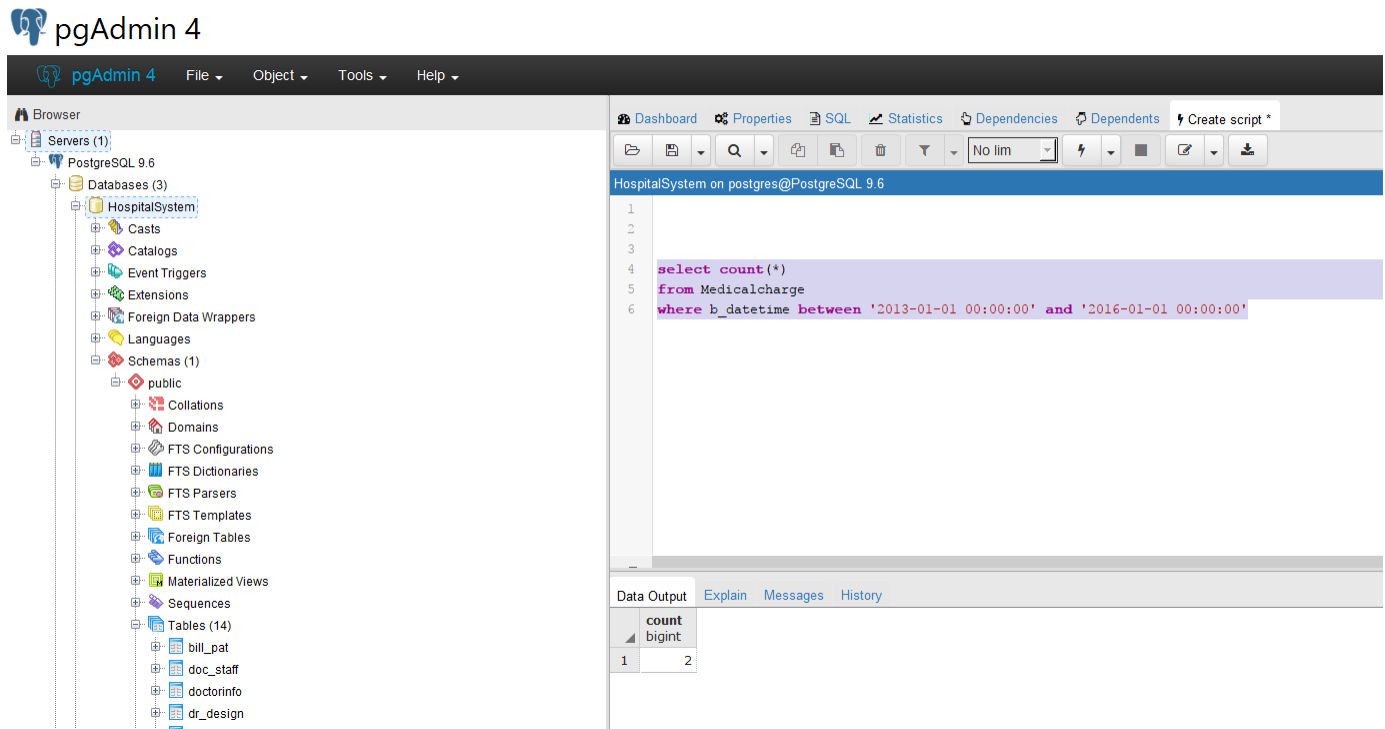 pgAdmin 4
pgAdmin 4 File Object Tools Help
Browser
Servers (1)
PostgreSQL 9.6
Databases (3)
HospitalSystem
Casts
Catalogs
Event Triggers
Extensions
Foreign Data Wrappers
Languages
Schemas (1)
public
Collations
Domains
FTS Configurations
FTS Dictionaries
FTS Parsers
FTS Templates
Foreign Tables
Functions
Materialized Views
Sequences
Tables (14)
bill_pat
doc_staff
doctorinfo
dr_design
Dashboard Properties SQL Statistics Dependencies Dependents Create script *
No lim
HospitalSystem on postgres@PostgreSQL 9.6
1
2
3
4 select count(*)
5 from Medicalcharge
6 where b_datetime between '2013-01-01 00:00:00' and '2016-01-01 00:00:00'
Data Output Explain Messages History
count
bigint
1 2